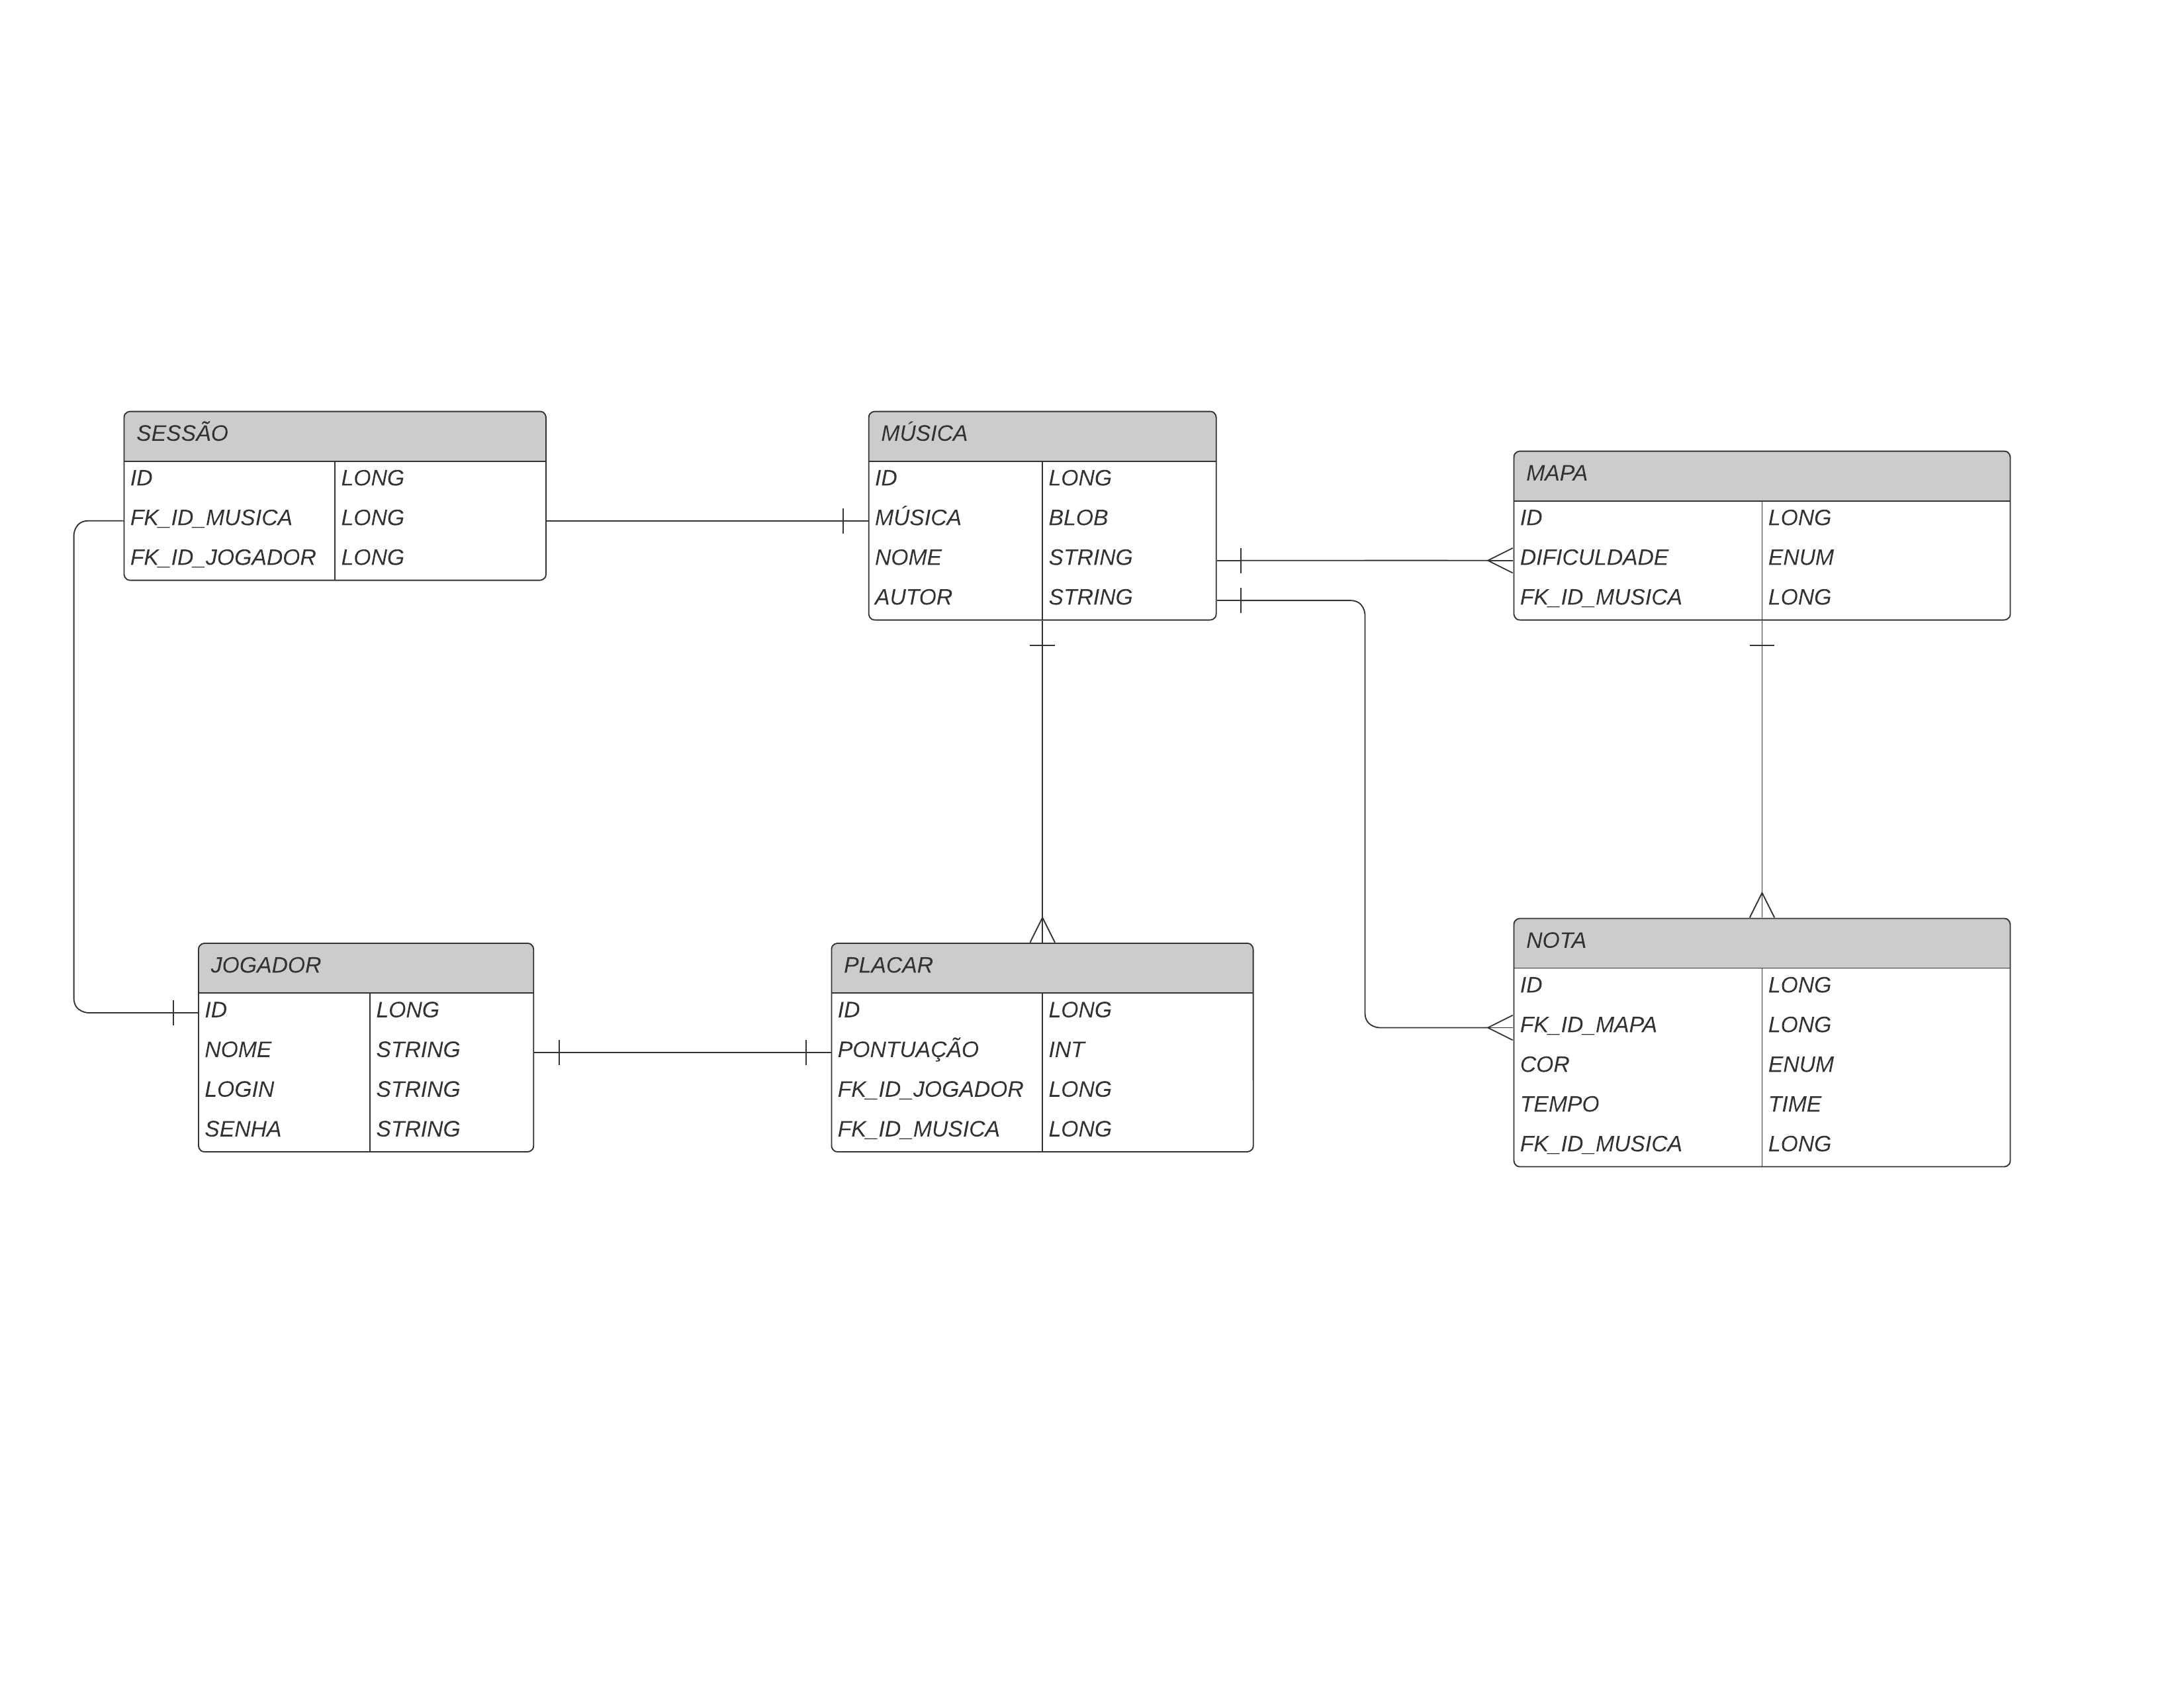 SESSÃO
ID LONG
FK_ID_MUSICA LONG
FK_ID_JOGADOR LONG
MÚSICA
ID LONG
MÚSICA BLOB
NOME STRING
AUTOR STRING
MAPA
ID LONG
DIFICULDADE ENUM
FK_ID_MUSICA LONG
JOGADOR
ID LONG
NOME STRING
LOGIN STRING
SENHA STRING
PLACAR
ID LONG
PONTUAÇÃO INT
FK_ID_JOGADOR LONG
FK_ID_MUSICA LONG
NOTA
ID LONG
FK_ID_MAPA LONG
COR ENUM
TEMPO TIME
FK_ID_MUSICA LONG